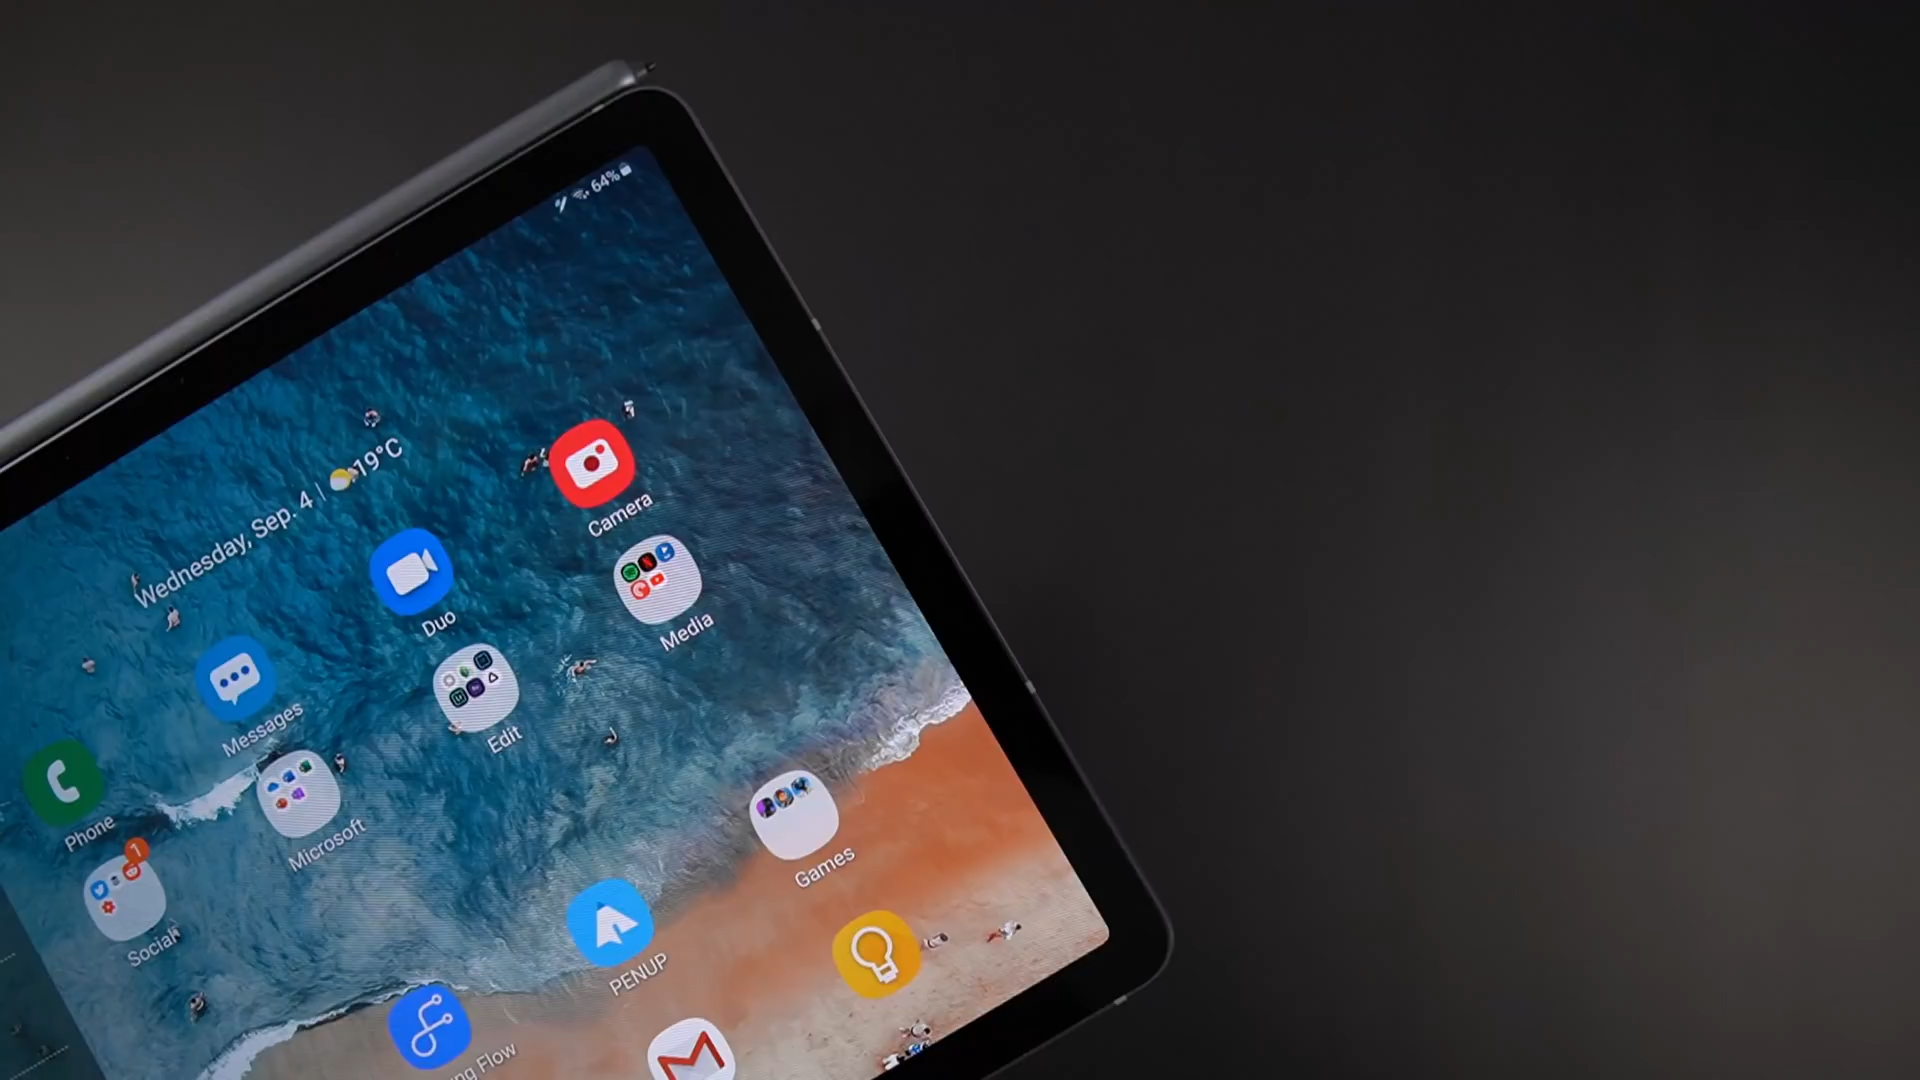 64%
Wednesday, Sep. 4 | 19°C
Camera
Duo
Media
Messages
Edit
Phone
Microsoft
Games
1
Social
PENUP
Flow